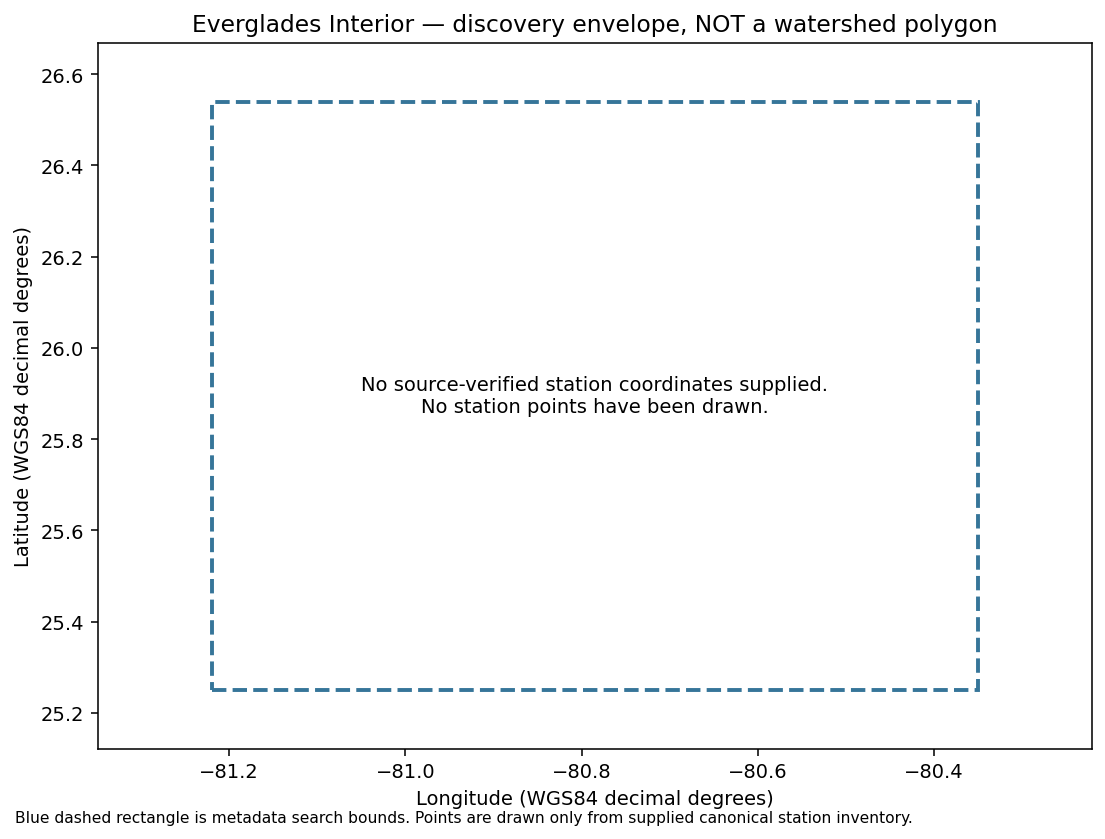 Everglades Interior — discovery envelope, NOT a watershed polygon
26.6
26.4
26.2
26.0
25.8
25.6
25.4
25.2
Latitude (WGS84 decimal degrees)
No source-verified station coordinates supplied.
No station points have been drawn.
−81.2
−81.0
−80.8
−80.6
−80.4
Longitude (WGS84 decimal degrees)
Blue dashed rectangle is metadata search bounds. Points are drawn only from supplied canonical station inventory.